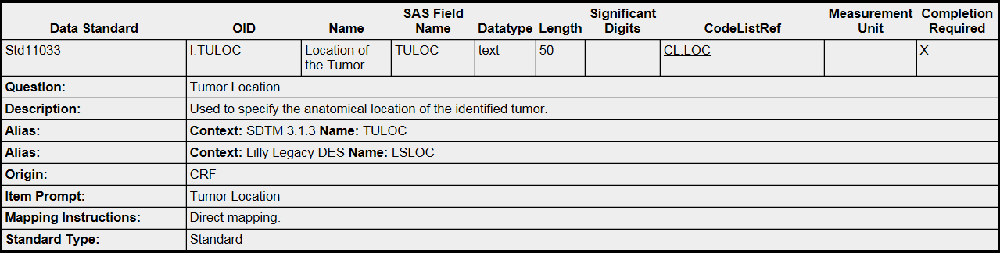 Data Standard OID Name SAS Field Name Datatype Length Significant Digits CodeListRef Measurement Unit Completion Required
Std11033 I.TULOC Location of the Tumor TULOC text 50 CL.LOC X
Question: Tumor Location
Description: Used to specify the anatomical location of the identified tumor.
Alias: Context: SDTM 3.1.3 Name: TULOC
Alias: Context: Lilly Legacy DES Name: LSLOC
Origin: CRF
Item Prompt: Tumor Location
Mapping Instructions: Direct mapping.
Standard Type: Standard